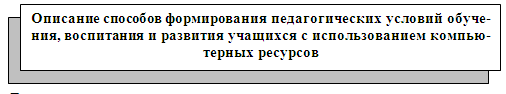 Описание способов формирования педагогических условий обуче-
ния, воспитания и развития учащихся с использованием компью-
терных ресурсов